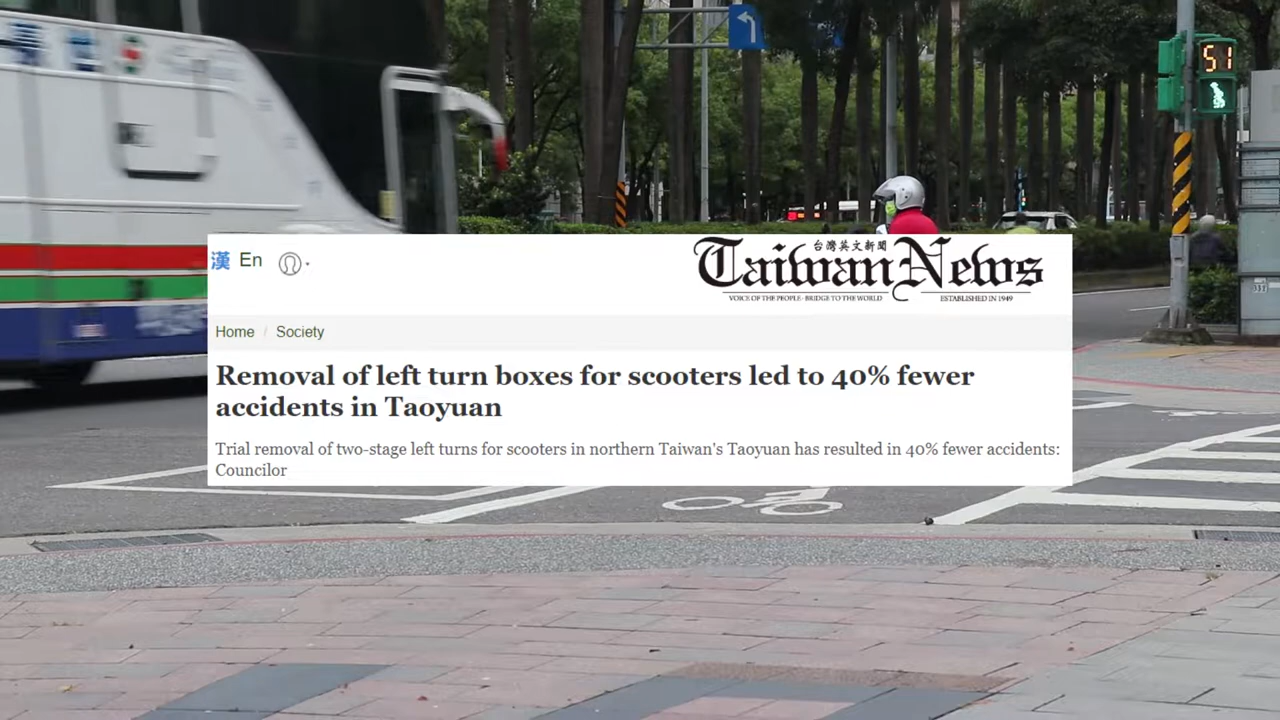 51
漢 En
台灣英文新聞
Taiwan News
VOICE OF THE PEOPLE · BRIDGE TO THE WORLD ESTABLISHED IN 1949
Home / Society
Removal of left turn boxes for scooters led to 40% fewer
accidents in Taoyuan
Trial removal of two-stage left turns for scooters in northern Taiwan's Taoyuan has resulted in 40% fewer accidents:
Councilor